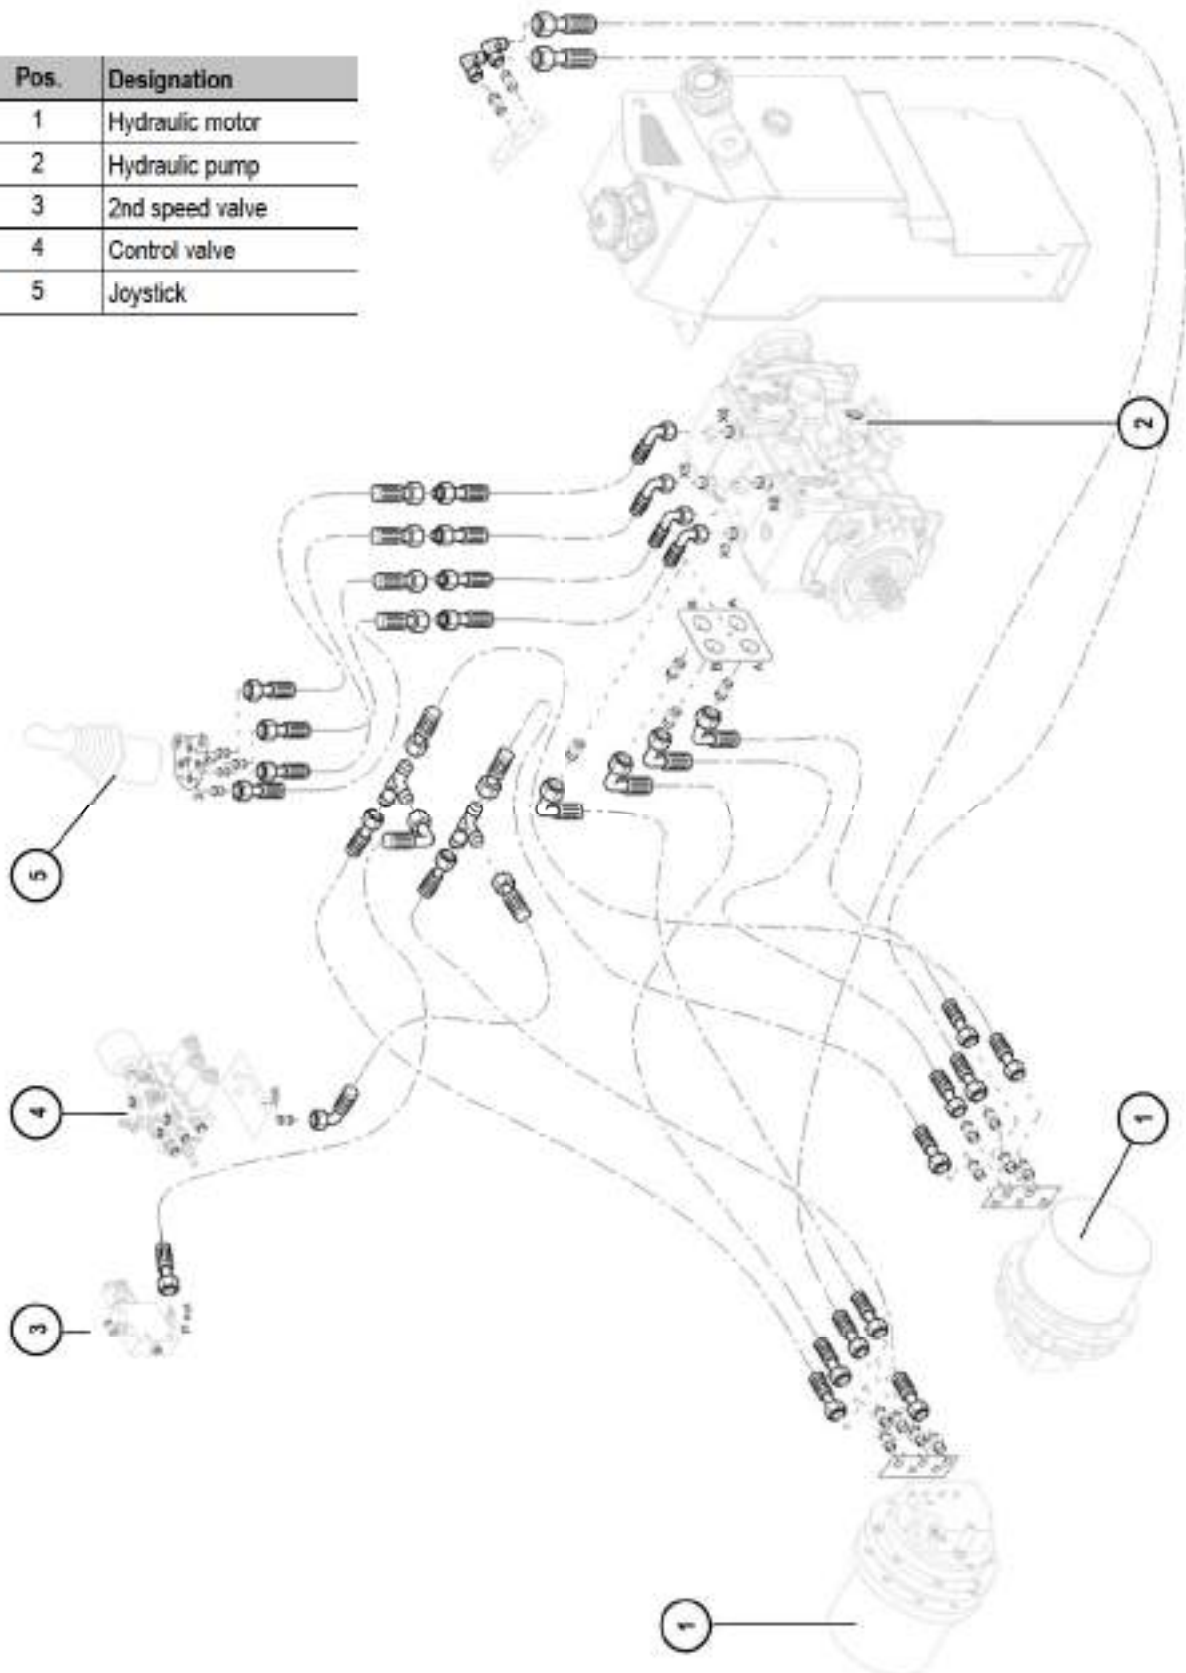 Pos. Designation
1 Hydraulic motor
2 Hydraulic pump
3 2nd speed valve
4 Control valve
5 Joystick
2
5
4
3
1
1
B A
B A